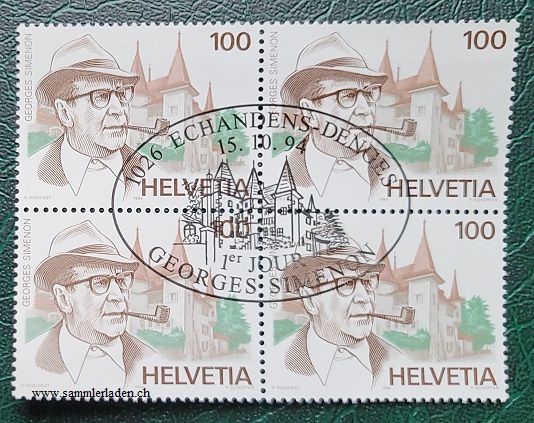 GEORGES SIMENON 100
GEORGES SIMENON 100
HELVETIA
HELVETIA
1994
1026 ECHANDENS-DENGES
15.10.94
1er JOUR
GEORGES SIMENON
GEORGES SIMENON 100
GEORGES SIMENON 100
HELVETIA
HELVETIA
www.sammlerladen.ch